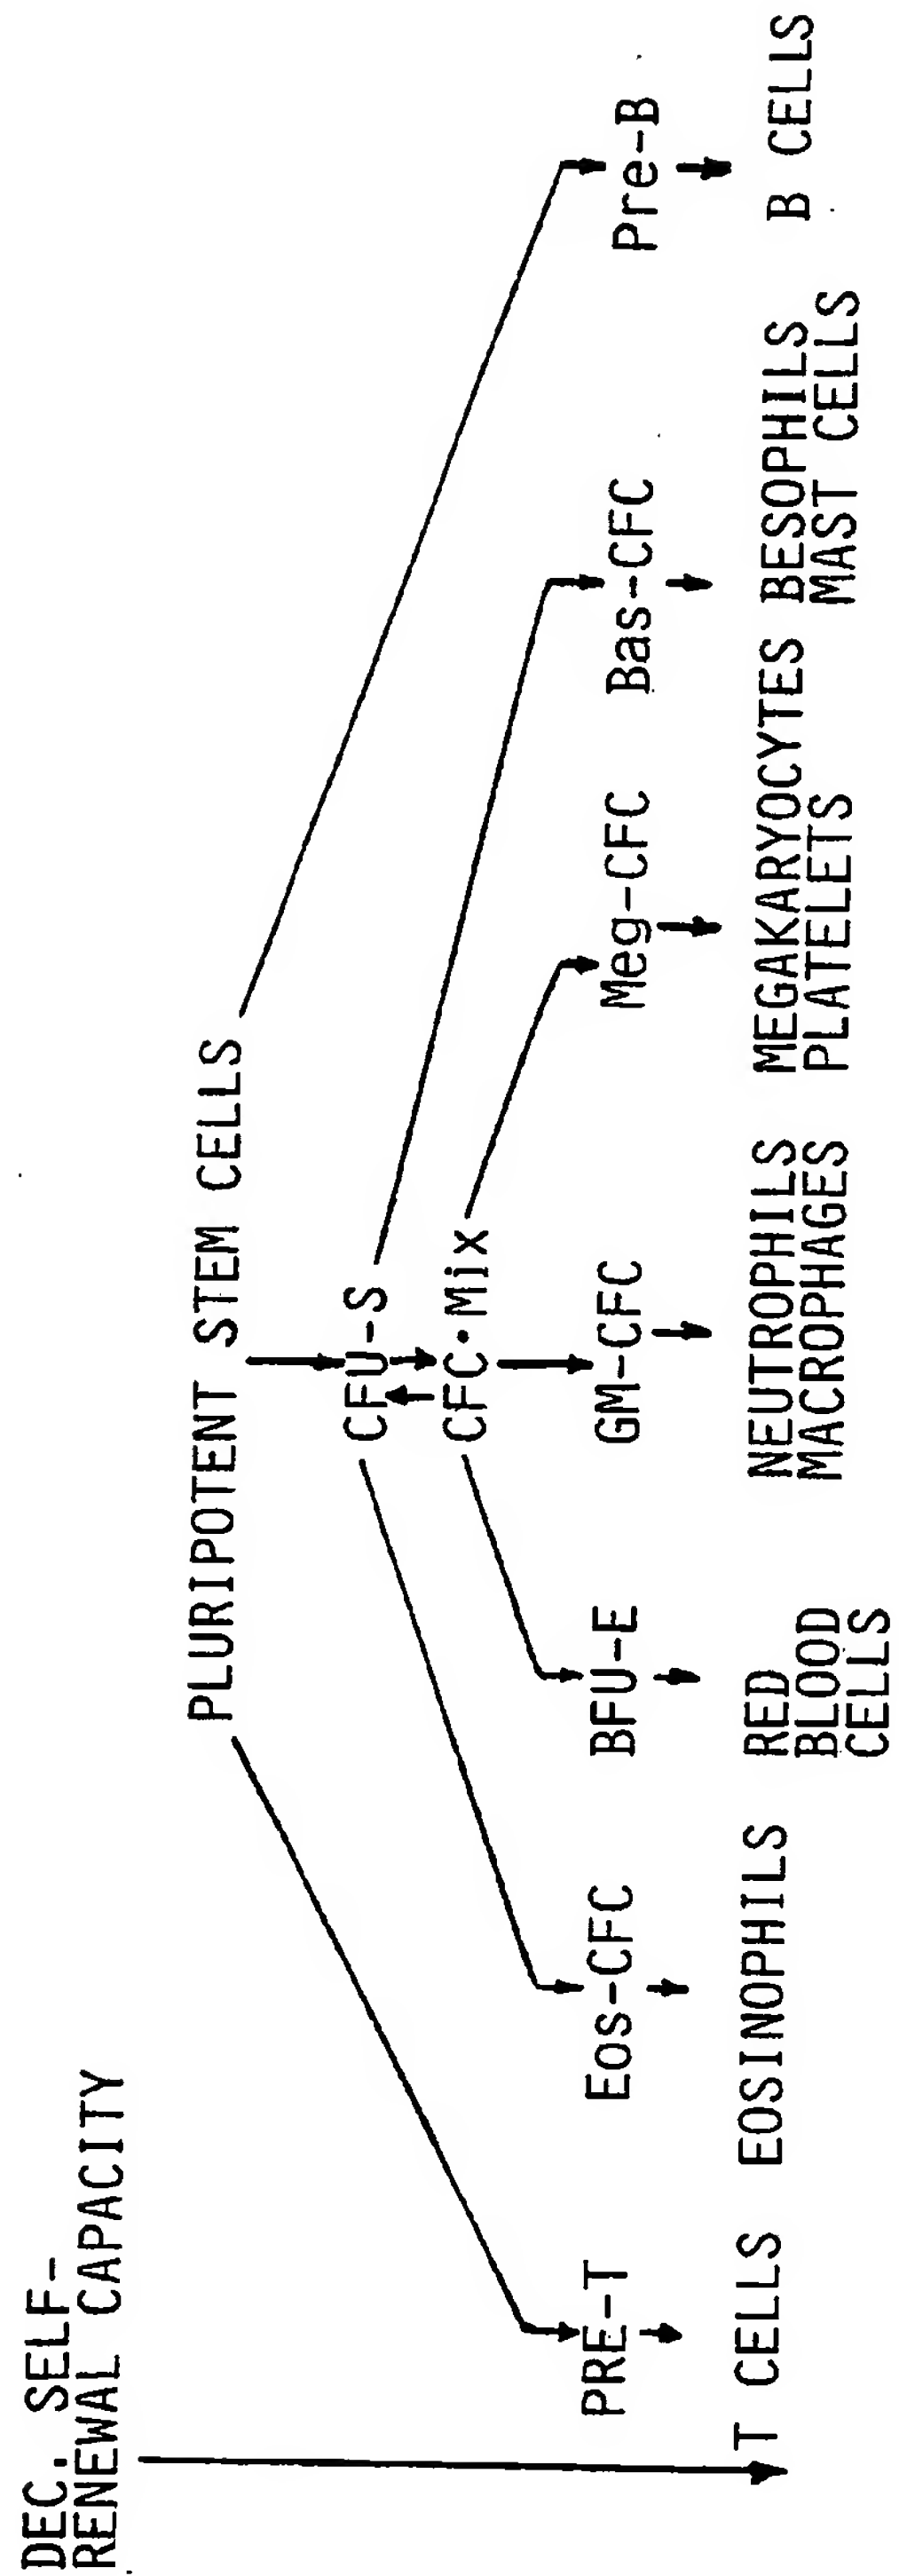 DEC. SELF-
RENEWAL CAPACITY
PLURIPOTENT STEM CELLS
CFU-S
CFC•Mix
PRE-T
Eos-CFC
BFU-E
GM-CFC
Meg-CFC
Bas-CFC
Pre-B
T CELLS
EOSINOPHILS
RED
BLOOD
CELLS
NEUTROPHILS
MACROPHAGES
MEGAKARYOCYTES
PLATELETS
BESOPHILS
MAST CELLS
B CELLS